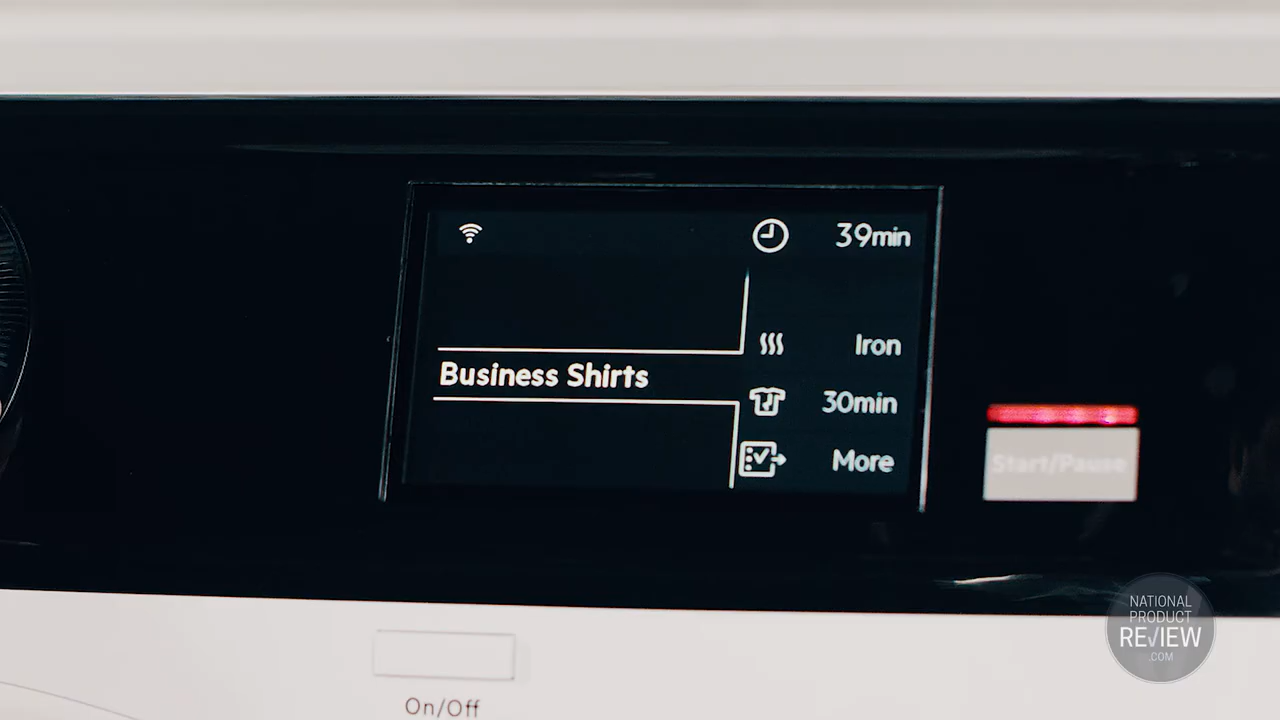 39min
Iron
Business Shirts
30min
More
Start/Pause
On/Off
NATIONAL
PRODUCT
REVIEW
.COM